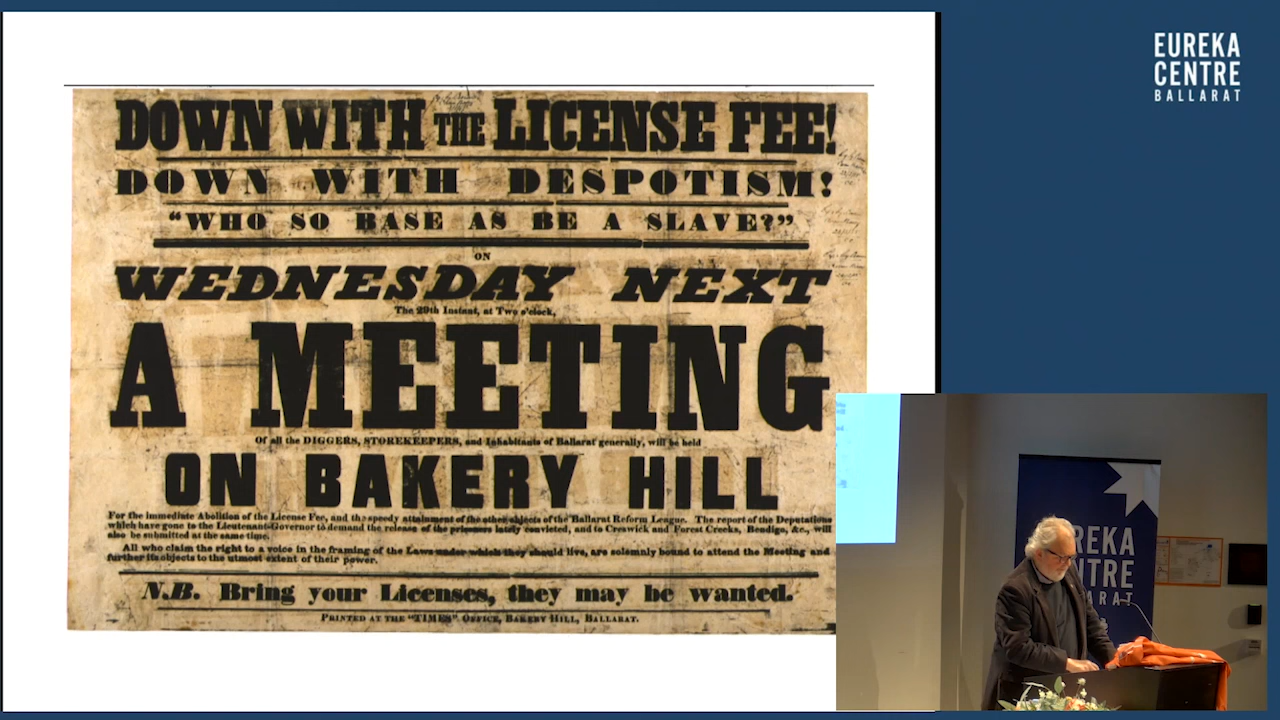 DOWN WITH THE LICENSE FEE!
DOWN WITH DESPOTISM!
"WHO SO BASE AS BE A SLAVE?"
ON
WEDNESDAY NEXT
The 29th Instant, at Two o'clock,
A MEETING
Of all the DIGGERS, STOREKEEPERS, and Inhabitants of Ballarat generally, will be held
ON BAKERY HILL
For the immediate Abolition of the License Fee, and the speedy attainment of the other objects of the Ballarat Reform League. The report of the Deputations
which have gone to the Lieutenant-Governor to demand the release of the prisoners lately convicted, and to Creswick and Forest Creeks, Bendigo, &c., will
also be submitted at the same time.
All who claim the right to a voice in the framing of the Laws under which they should live, are solemnly bound to attend the Meeting and
further its objects to the utmost extent of their power.
N.B. Bring your Licenses, they may be wanted.
PRINTED AT THE "TIMES" OFFICE, BAKERY HILL, BALLARAT.
EUREKA
CENTRE
BALLARAT
EUREKA
NTRE
ARAT